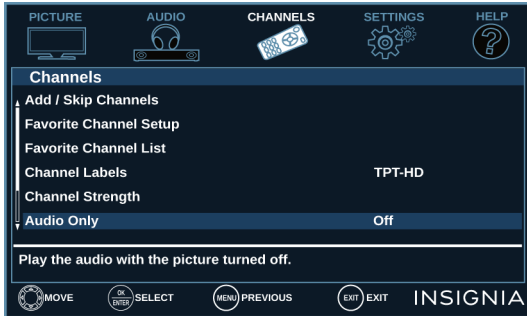 PICTURE AUDIO CHANNELS SETTINGS HELP
Channels
Add / Skip Channels
Favorite Channel Setup
Favorite Channel List
Channel Labels TPT-HD
Channel Strength
Audio Only Off
Play the audio with the picture turned off.
MOVE OK ENTER SELECT MENU PREVIOUS EXIT EXIT INSIGNIA